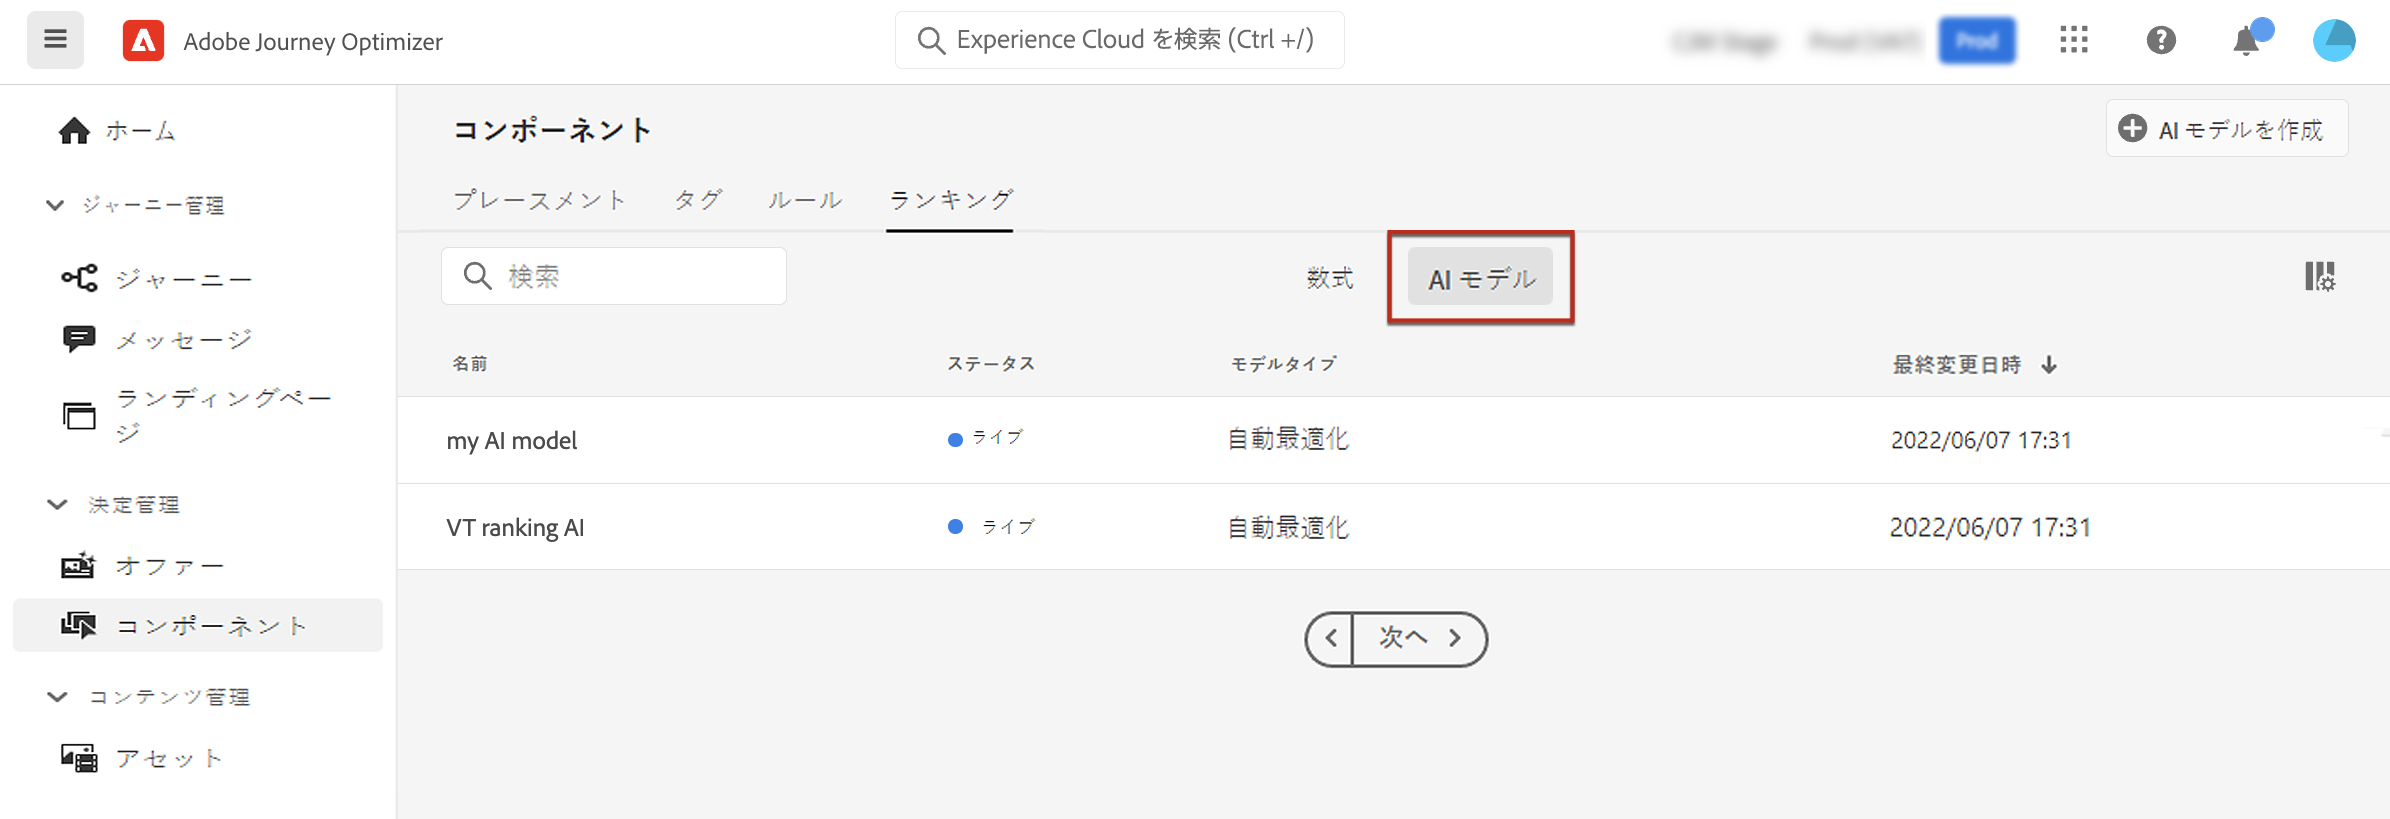 Adobe Journey Optimizer
Experience Cloud を検索 (Ctrl +/)
Prod
ホーム
ジャーニー管理
ジャーニー
メッセージ
ランディングペー
ジ
決定管理
オファー
コンポーネント
コンテンツ管理
アセット
コンポーネント
AI モデルを作成
プレースメント タグ ルール ランキング
検索
数式 AI モデル
名前 ステータス モデルタイプ 最終変更日時
my AI model ライブ 自動最適化 2022/06/07 17:31
VT ranking AI ライブ 自動最適化 2022/06/07 17:31
次へ